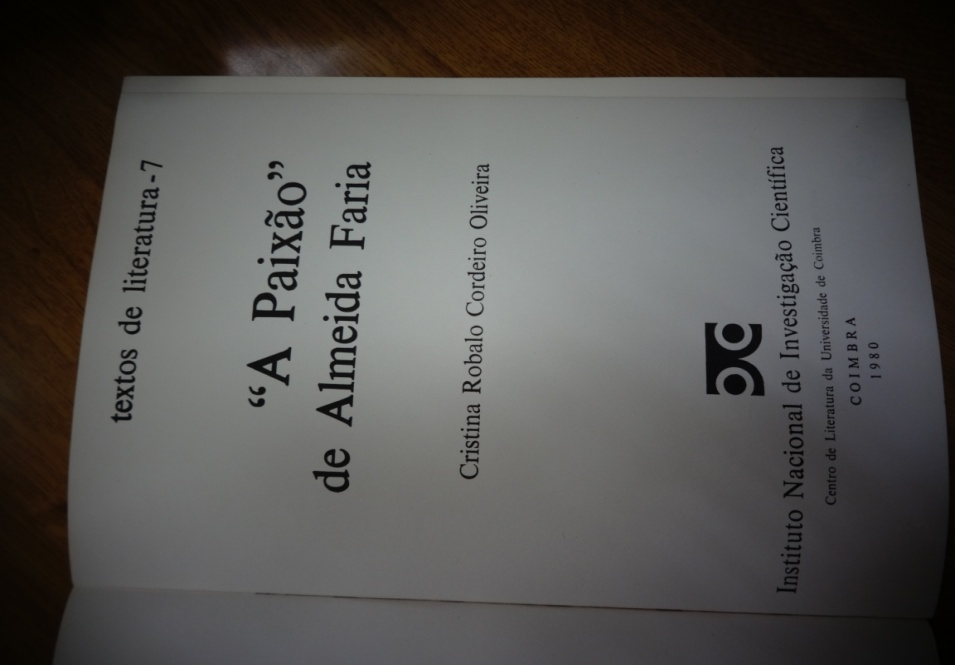 textos de literatura - 7
“A Paixão”
de Almeida Faria
Cristina Robalo Cordeiro Oliveira
Instituto Nacional de Investigação Científica
Centro de Literatura da Universidade de Coimbra
COIMBRA
1980